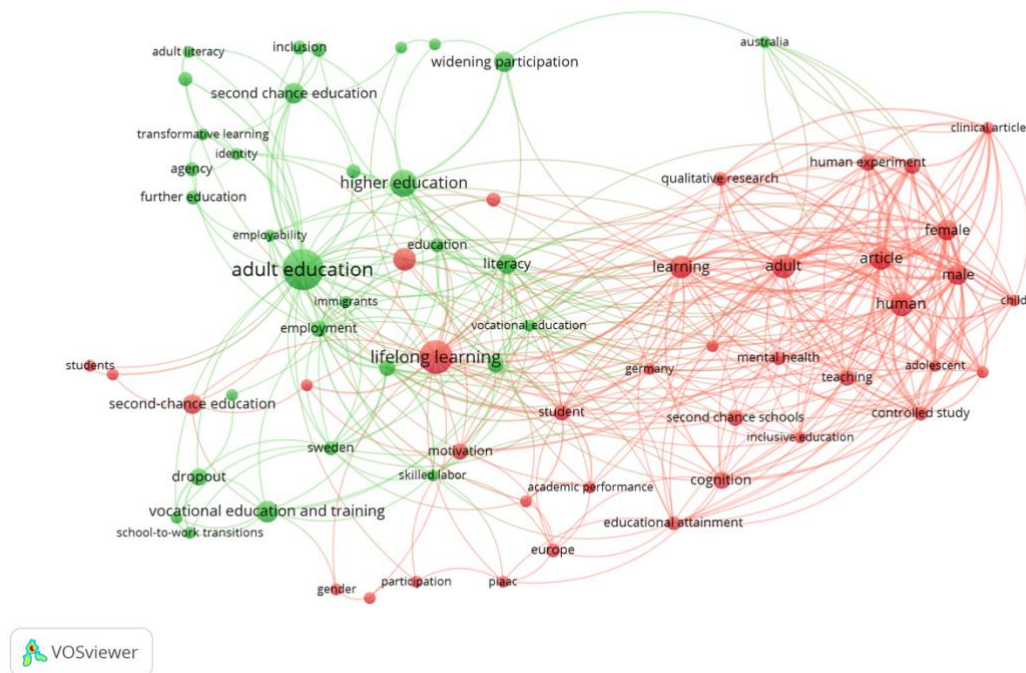 adult literacy
inclusion
widening participation
australia
second chance education
clinical article
transformative learning
identity
human experiment
agency
qualitative research
higher education
further education
female
employability
education
article
adult education
literacy
learning
adult
male
immigrants
human
child
employment
vocational education
lifelong learning
mental health
students
germany
adolescent
teaching
second-chance education
student
second chance schools
controlled study
inclusive education
sweden
motivation
dropout
skilled labor
cognition
academic performance
vocational education and training
educational attainment
school-to-work transitions
europe
gender
participation
piaac
VOSviewer